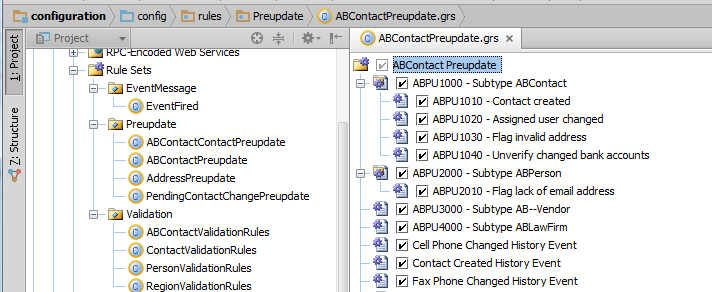 configuration config rules Preupdate ABContactPreupdate.grs
1: Project
Z: Structure
Project
RPC-Encoded Web Services
Rule Sets
EventMessage
EventFired
Preupdate
ABContactContactPreupdate
ABContactPreupdate
AddressPreupdate
PendingContactChangePreupdate
Validation
ABContactValidationRules
ContactValidationRules
PersonValidationRules
RegionValidationRules
ABContactPreupdate.grs
ABContact Preupdate
ABPU1000 - Subtype ABContact
ABPU1010 - Contact created
ABPU1020 - Assigned user changed
ABPU1030 - Flag invalid address
ABPU1040 - Unverify changed bank accounts
ABPU2000 - Subtype ABPerson
ABPU2010 - Flag lack of email address
ABPU3000 - Subtype AB--Vendor
ABPU4000 - Subtype ABLawFirm
Cell Phone Changed History Event
Contact Created History Event
Fax Phone Changed History Event